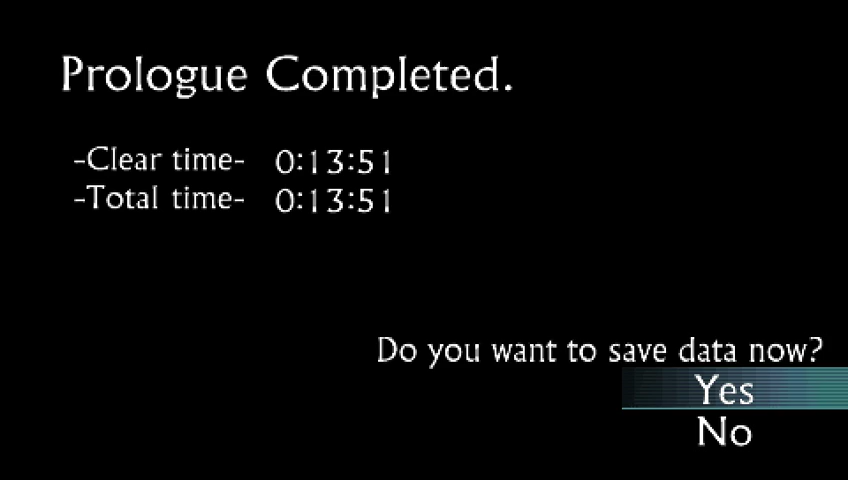 Prologue Completed.
-Clear time- 0:13:51
-Total time- 0:13:51
Do you want to save data now?
Yes
No